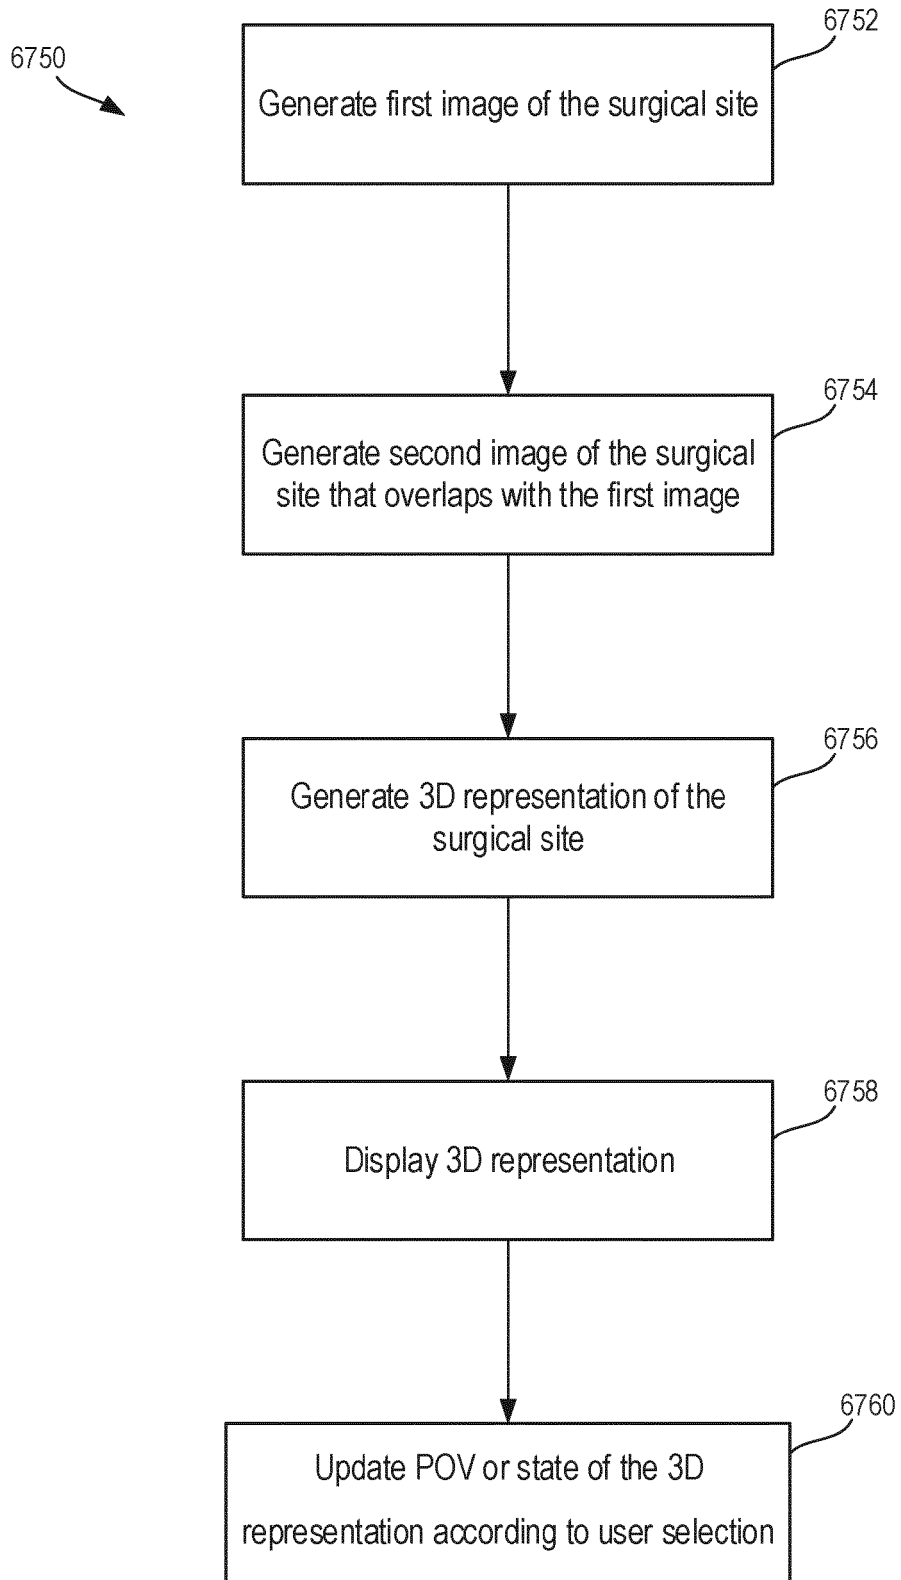 6750
6752
Generate first image of the surgical site
6754
Generate second image of the surgical
site that overlaps with the first image
6756
Generate 3D representation of the
surgical site
6758
Display 3D representation
6760
Update POV or state of the 3D
representation according to user selection